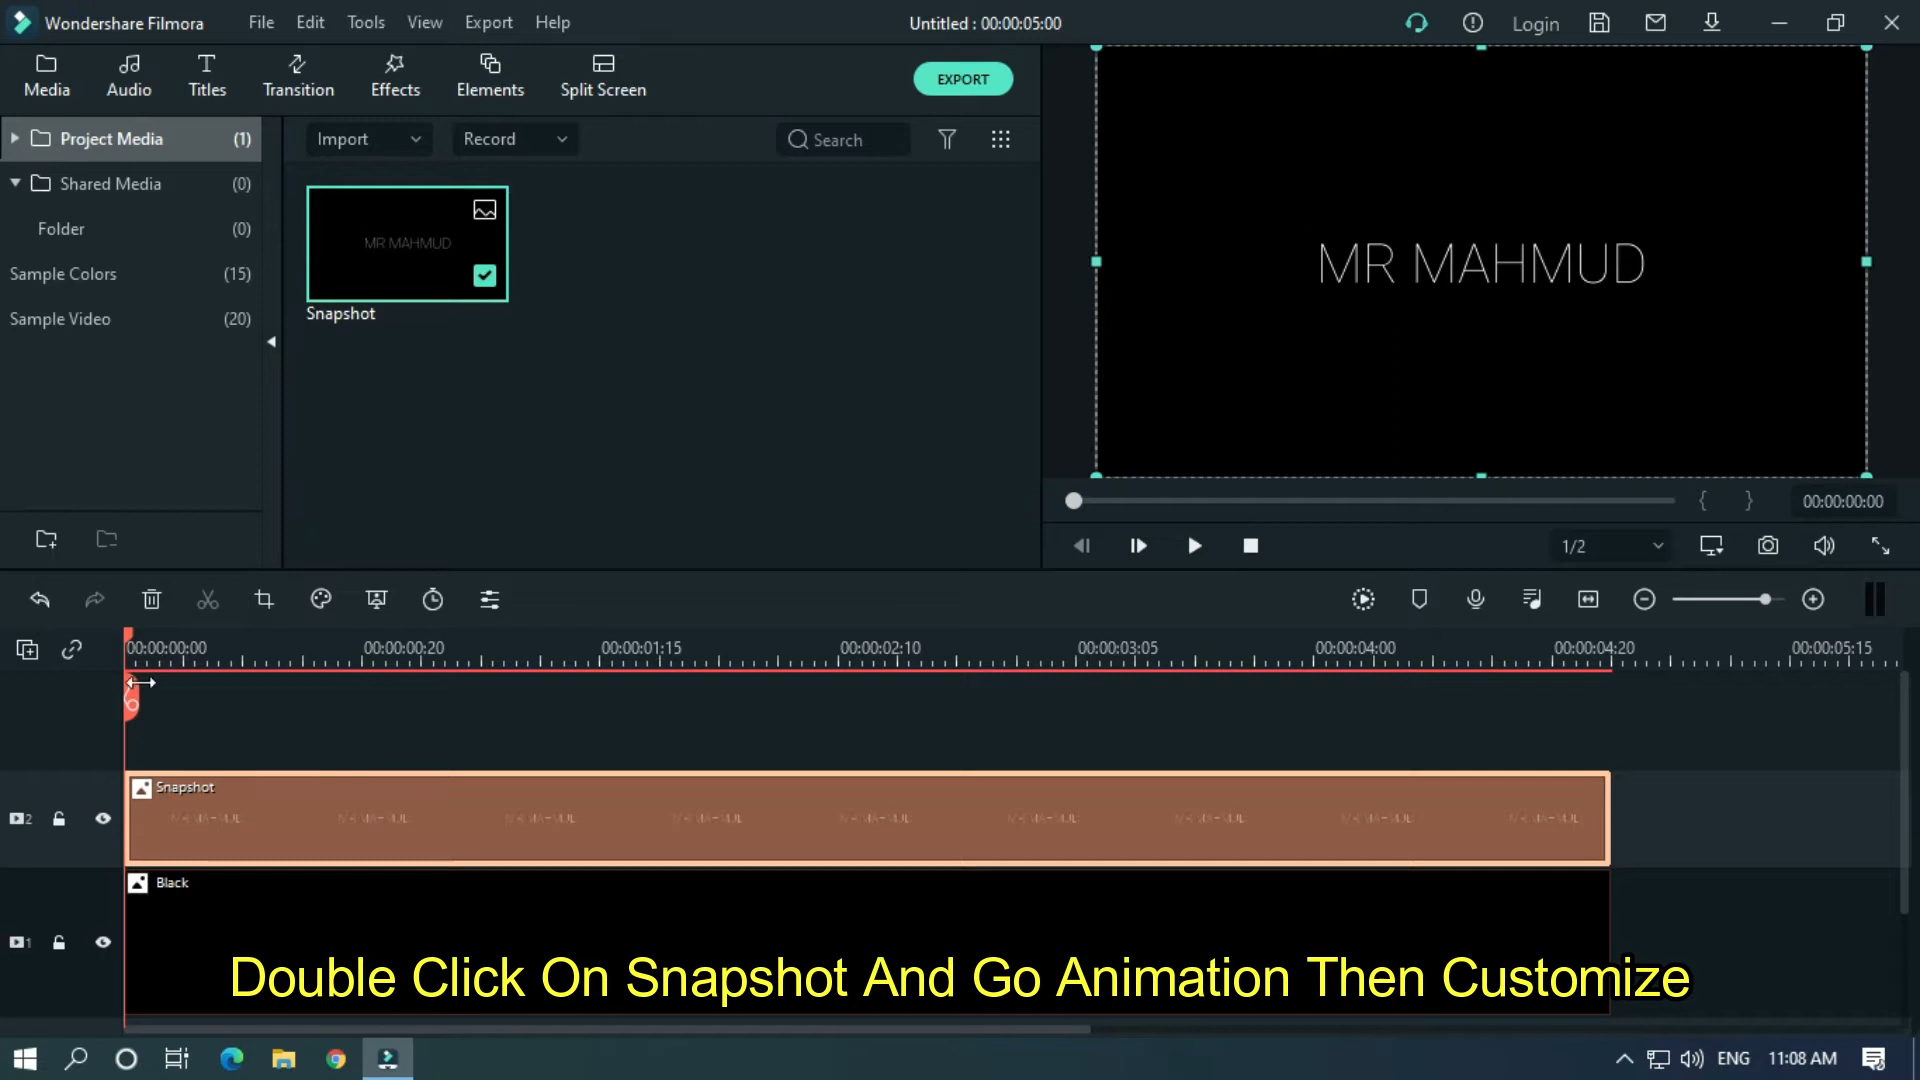 Wondershare Filmora File Edit Tools View Export Help Untitled : 00:00:05:00 Login
Media Audio Titles Transition Effects Elements Split Screen EXPORT
Project Media (1) Import Record Search
Shared Media (0)
Folder (0)
Sample Colors (15)
Sample Video (20)
MR MAHMUD
Snapshot
MR MAHMUD
00:00:00:00
1/2
00:00:00:00 00:00:00:20 00:00:01:15 00:00:02:10 00:00:03:05 00:00:04:00 00:00:04:20 00:00:05:15
Snapshot
2
Black
1
Double Click On Snapshot And Go Animation Then Customize
ENG 11:08 AM